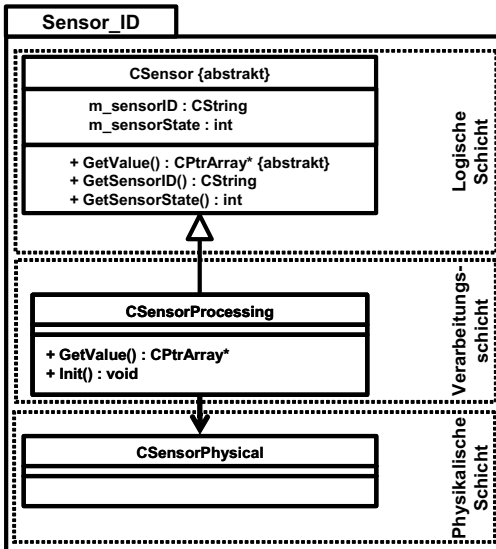 Sensor_ID
CSensor {abstrakt}
m_sensorID : CString
m_sensorState : int
+ GetValue() : CPtrArray* {abstrakt}
+ GetSensorID() : CString
+ GetSensorState() : int
Logische
Schicht
CSensorProcessing
+ GetValue() : CPtrArray*
+ Init() : void
Verarbeitungs-
schicht
CSensorPhysical
Physikalische
Schicht